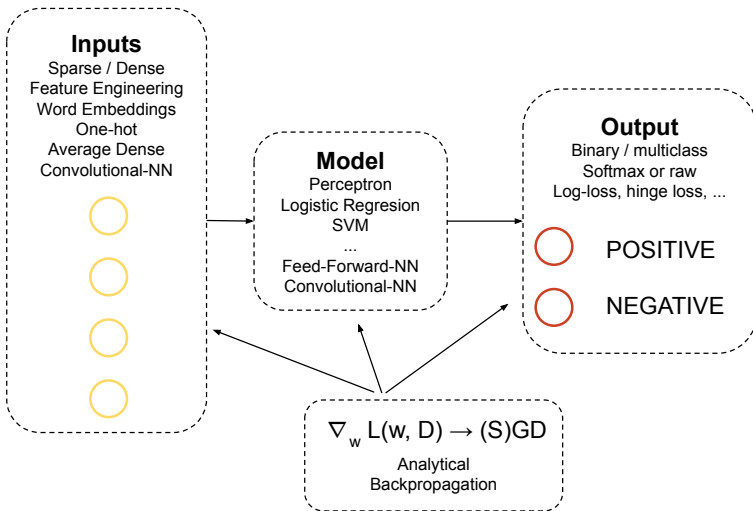 Inputs
Sparse / Dense
Feature Engineering
Word Embeddings
One-hot
Average Dense
Convolutional-NN
Model
Perceptron
Logistic Regresion
SVM
...
Feed-Forward-NN
Convolutional-NN
Output
Binary / multiclass
Softmax or raw
Log-loss, hinge loss, ...
POSITIVE
NEGATIVE
∇w L(w, D) → (S)GD
Analytical
Backpropagation